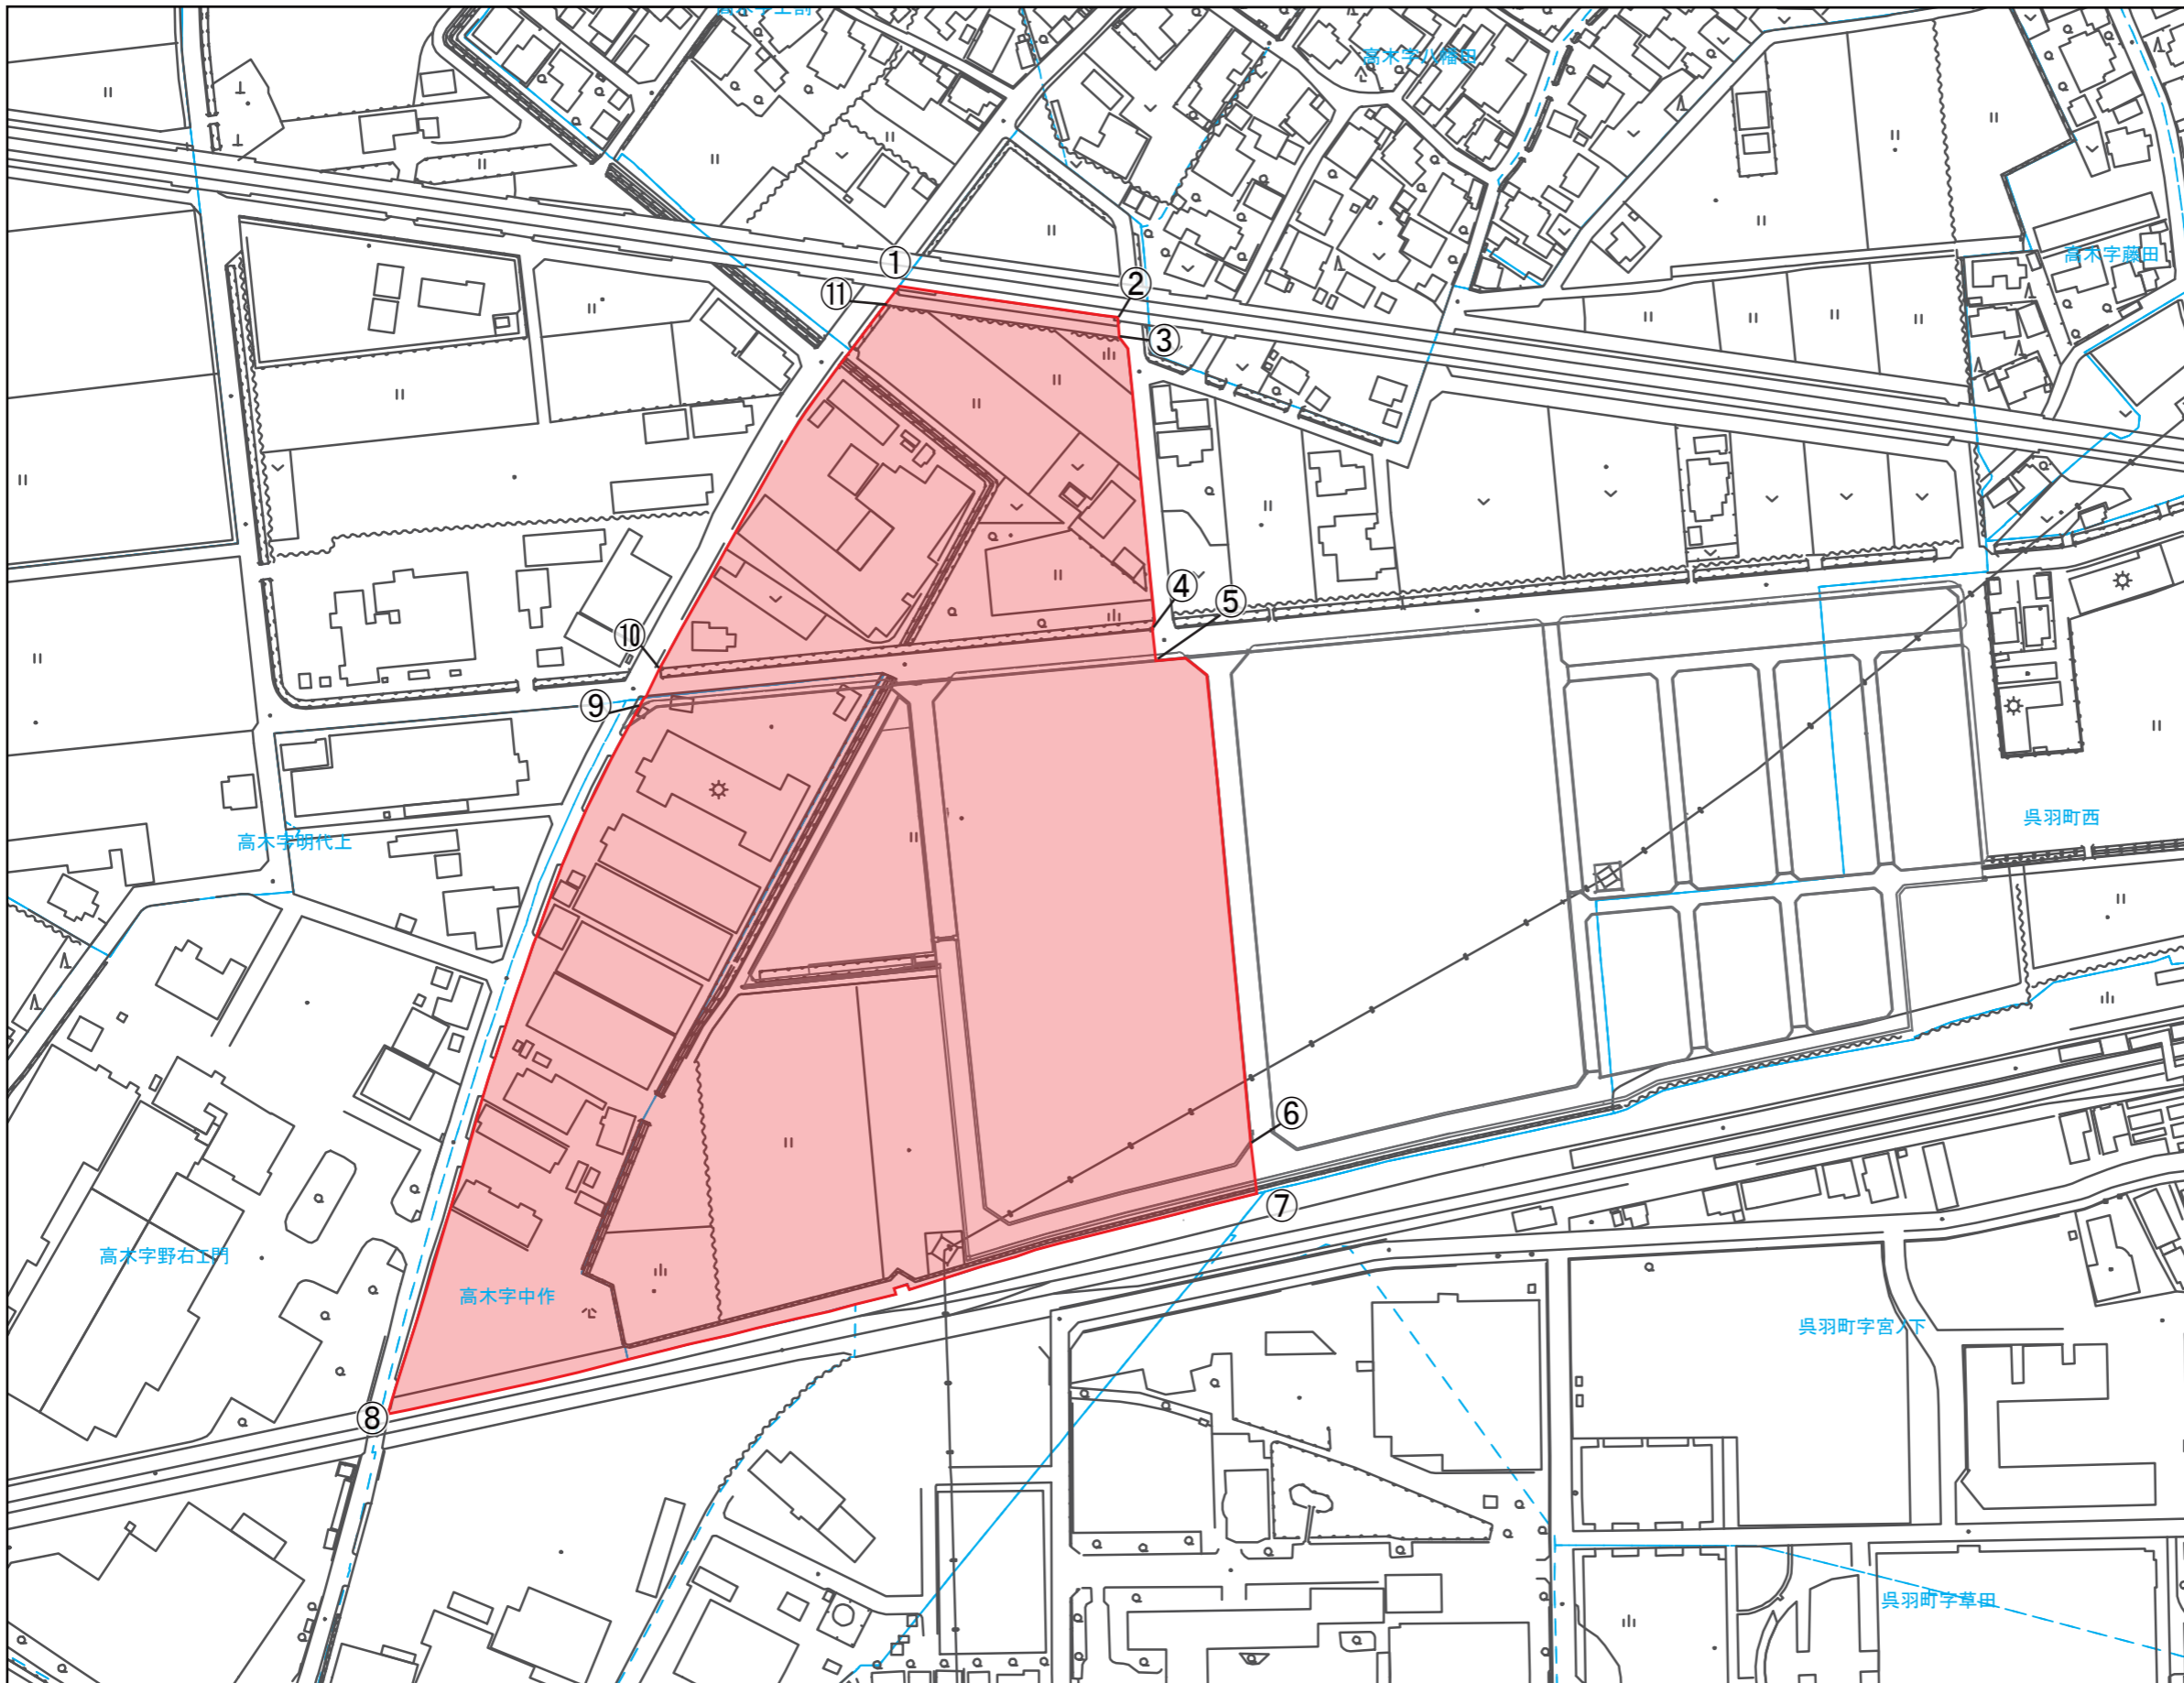 高木字八幡田
高木字藤田
①
⑪
②
③
④
⑤
⑩
⑨
呉羽町西
高木字明代上
⑥
⑦
高木字野右エ門
高木字中作
呉羽町字宮ノ下
⑧
呉羽町字草田